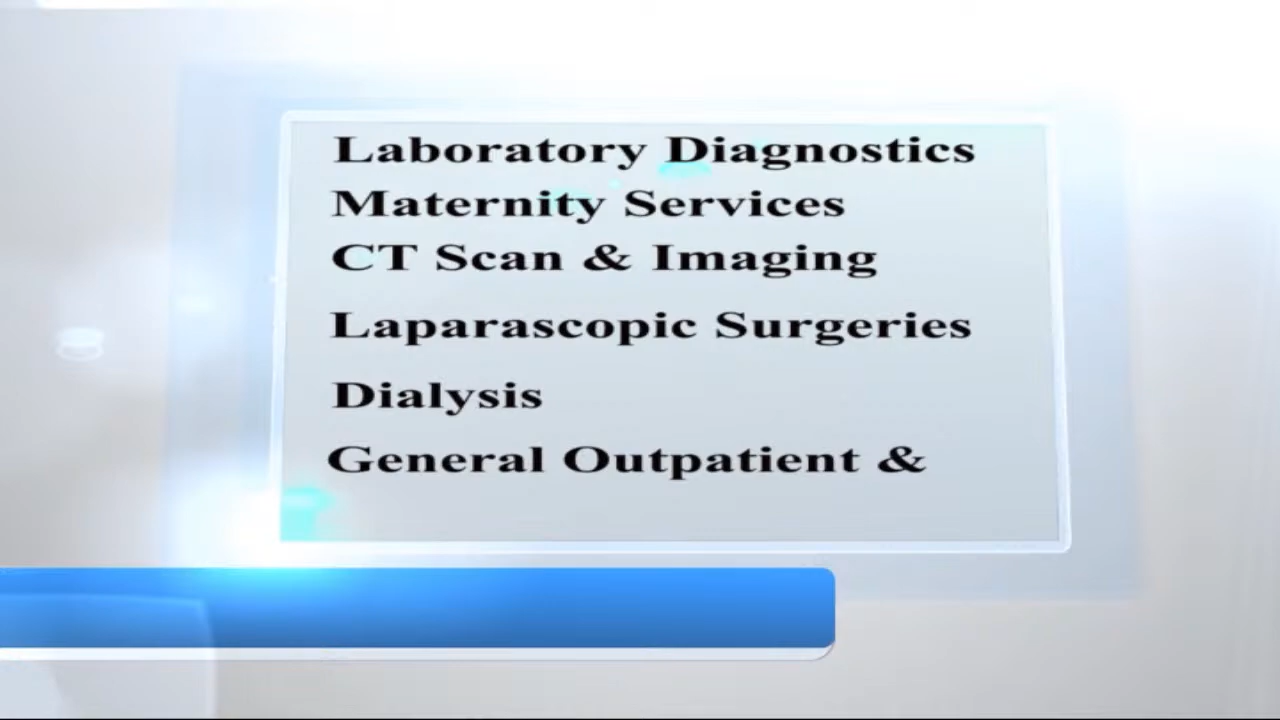 Laboratory Diagnostics
Maternity Services
CT Scan & Imaging
Laparascopic Surgeries
Dialysis
General Outpatient &